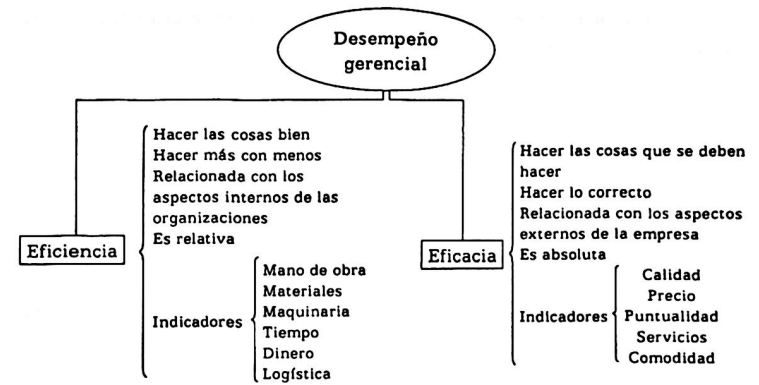 Desempeño
gerencial
Eficiencia
Hacer las cosas bien
Hacer más con menos
Relacionada con los
aspectos internos de las
organizaciones
Es relativa
Indicadores
Mano de obra
Materiales
Maquinaria
Tiempo
Dinero
Logística
Eficacia
Hacer las cosas que se deben
hacer
Hacer lo correcto
Relacionada con los aspectos
externos de la empresa
Es absoluta
Indicadores
Calidad
Precio
Puntualidad
Servicios
Comodidad